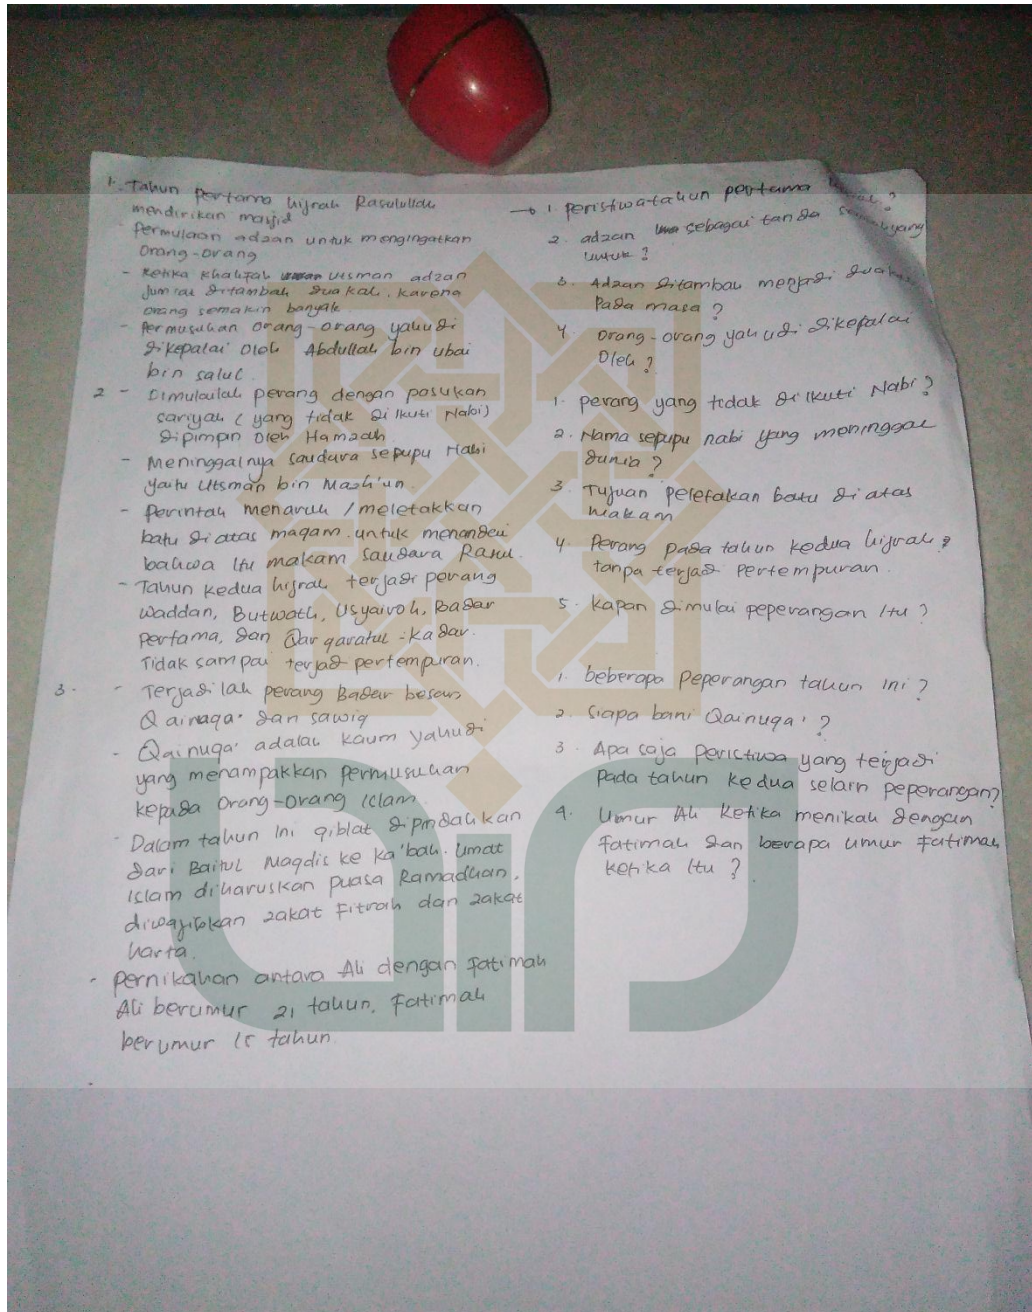 1. Tahun pertama hijrah Rasulullah
mendirikan masjid
- Permulaan adzan untuk mengingatkan
orang-orang
- Ketika khalifah utsman adzan
jum'at ditambah dua kali, karena
orang semakin banyak
- Permusuhan orang-orang yahudi
dikepalai oleh Abdullah bin ubai
bin salul.
2 - Dimulailah perang dengan pasukan
sariyah (yang tidak diikuti Nabi)
dipimpin oleh Hamzah
- Meninggalnya saudara sepupu Nabi
yaitu Utsman bin Mazh'un.
- Perintah menaruh / meletakkan
batu diatas maqam untuk menandai
bahwa itu makam saudara Rasul.
- Tahun kedua hijrah terjadi perang
Waddan, Butwath, Usyairoh, Badar
pertama, dan Qarqaratul-kadar.
Tidak sampai terjadi pertempuran.
3. - Terjadilah perang Badar besar,
Qainuqa' dan sawiq
- Qainuqa' adalah kaum yahudi
yang menampakkan permusuhan
kepada orang-orang islam
- Dalam tahun ini qiblat dipindahkan
dari Baitul Maqdis ke ka'bah. Umat
islam diharuskan puasa Ramadhan,
diwajibkan zakat Fitrah dan zakat
harta.
- Pernikahan antara Ali dengan Fatimah
Ali berumur 21 tahun, Fatimah
berumur 15 tahun.
→ 1. peristiwa tahun pertama hijrah?
2. adzan sebagai tanda sembahyang
untuk?
3. Adzan ditambah menjadi dua kali
Pada masa?
4. Orang-orang yahudi dikepalai
Oleh?
1. perang yang tidak diikuti Nabi?
2. Nama sepupu nabi yang meninggal
dunia?
3. Tujuan peletakan batu diatas
makam
4. Perang pada tahun kedua hijrah?
tanpa terjadi pertempuran.
5. Kapan dimulai peperangan itu?
1. beberapa Peperangan tahun ini?
2. Siapa bani Qainuqa'?
3. Apa saja peristiwa yang terjadi
Pada tahun kedua selain peperangan?
4. Umur Ali ketika menikah dengan
Fatimah dan berapa umur Fatimah
ketika itu?